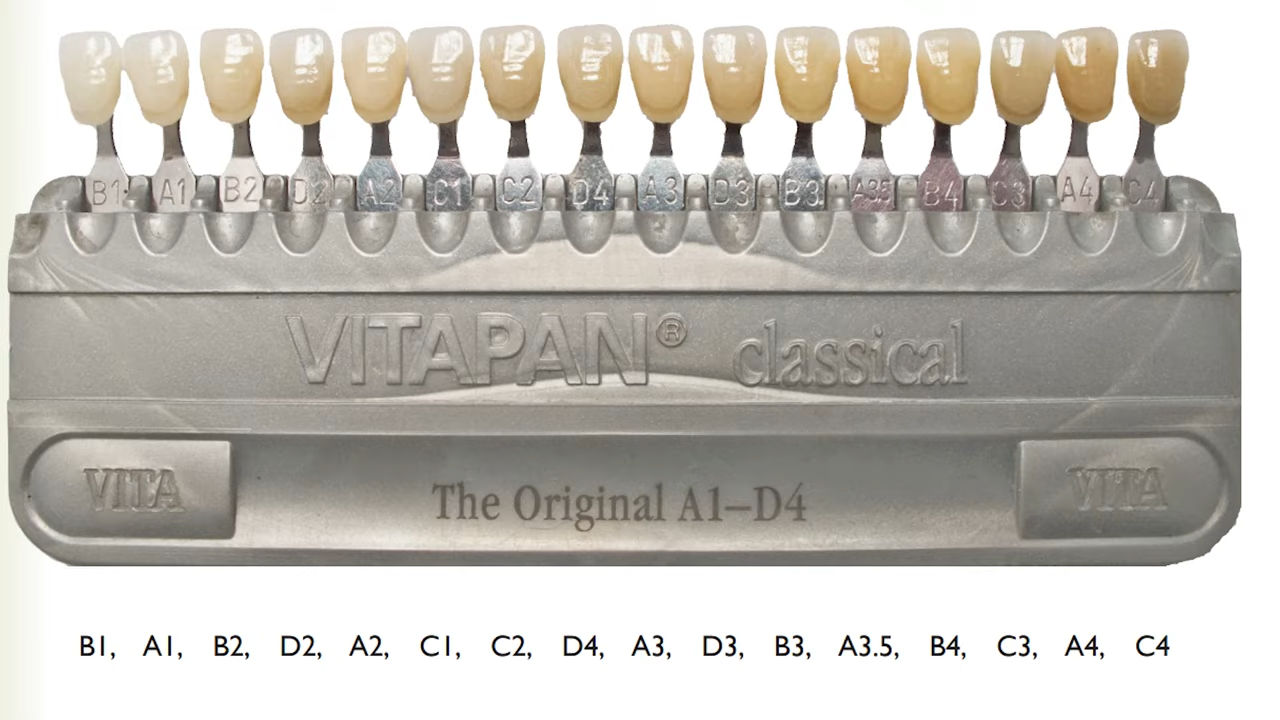 B1 A1 B2 D2 A2 C1 C2 D4 A3 D3 B3 A35 B4 C3 A4 C4
VITAPAN® classical
VITA The Original A1–D4 VITA
B1, A1, B2, D2, A2, C1, C2, D4, A3, D3, B3, A3.5, B4, C3, A4, C4